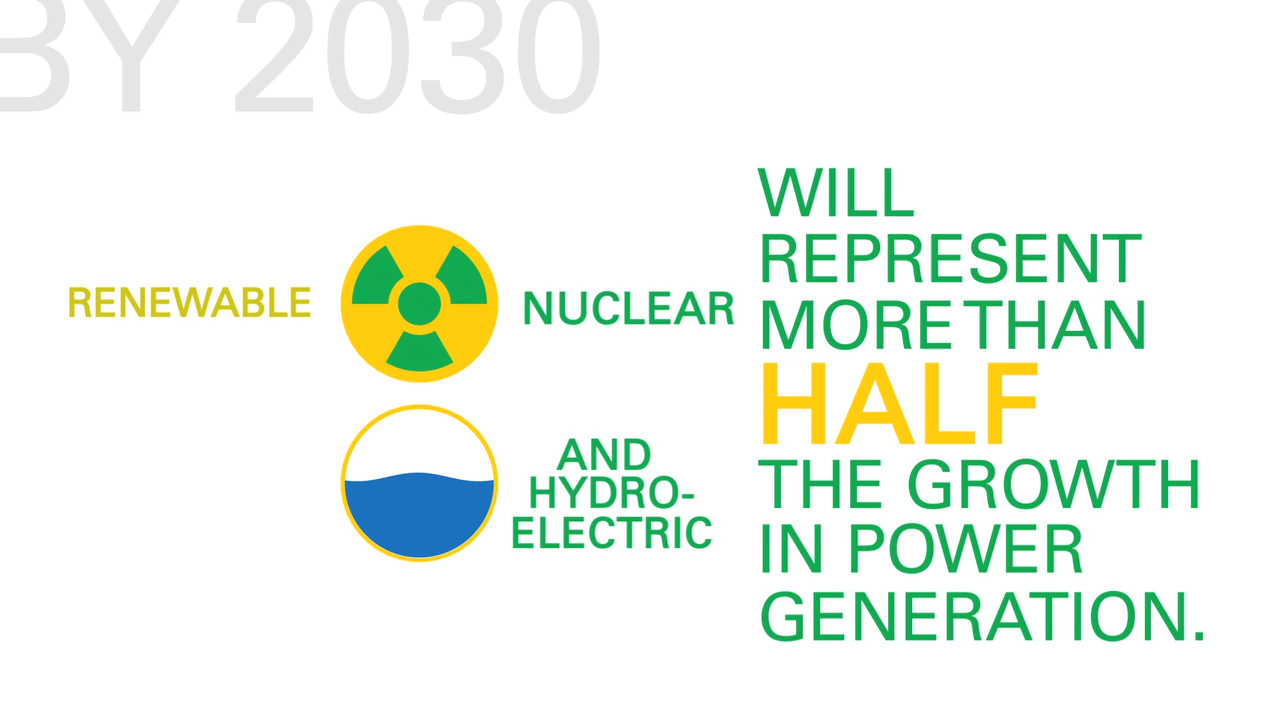 BY 2030
RENEWABLE
NUCLEAR
AND
HYDRO-
ELECTRIC
WILL
REPRESENT
MORE THAN
HALF
THE GROWTH
IN POWER
GENERATION.